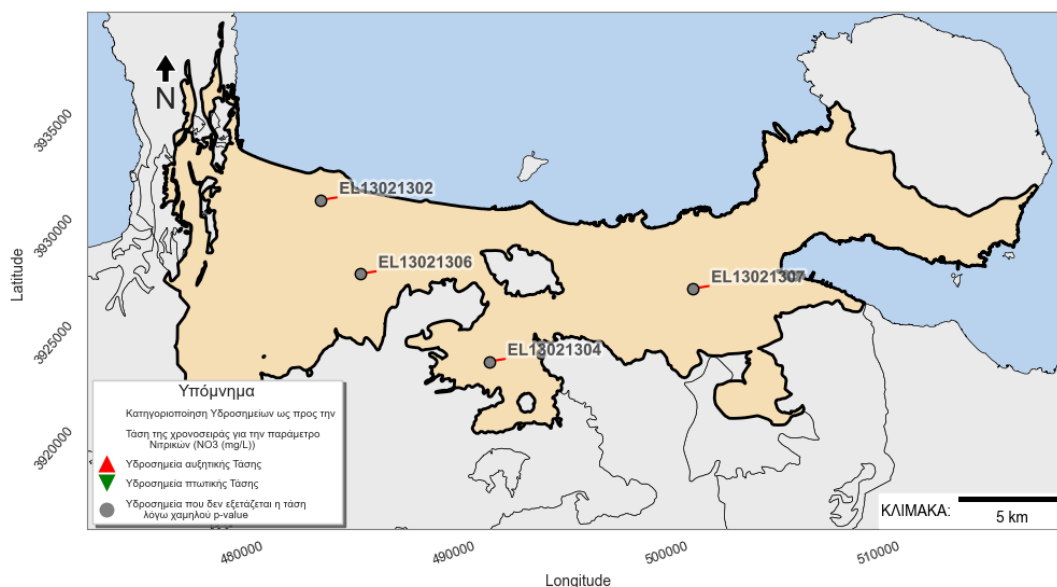 N
EL13021302
EL13021306
EL13021307
EL13021304
Latitude
3935000
3930000
3925000
3920000
Υπόμνημα
Κατηγοριοποίηση Υδροσημείων ως προς την
Τάση της χρονοσειράς για την παράμετρο
Νιτρικών (NO3 (mg/L))
Υδροσημεία αυξητικής Τάσης
Υδροσημεία πτωτικής Τάσης
Υδροσημεία που δεν εξετάζεται η τάση
λόγω χαμηλού p-value
ΚΛΙΜΑΚΑ:
5 km
480000
490000
500000
510000
Longitude